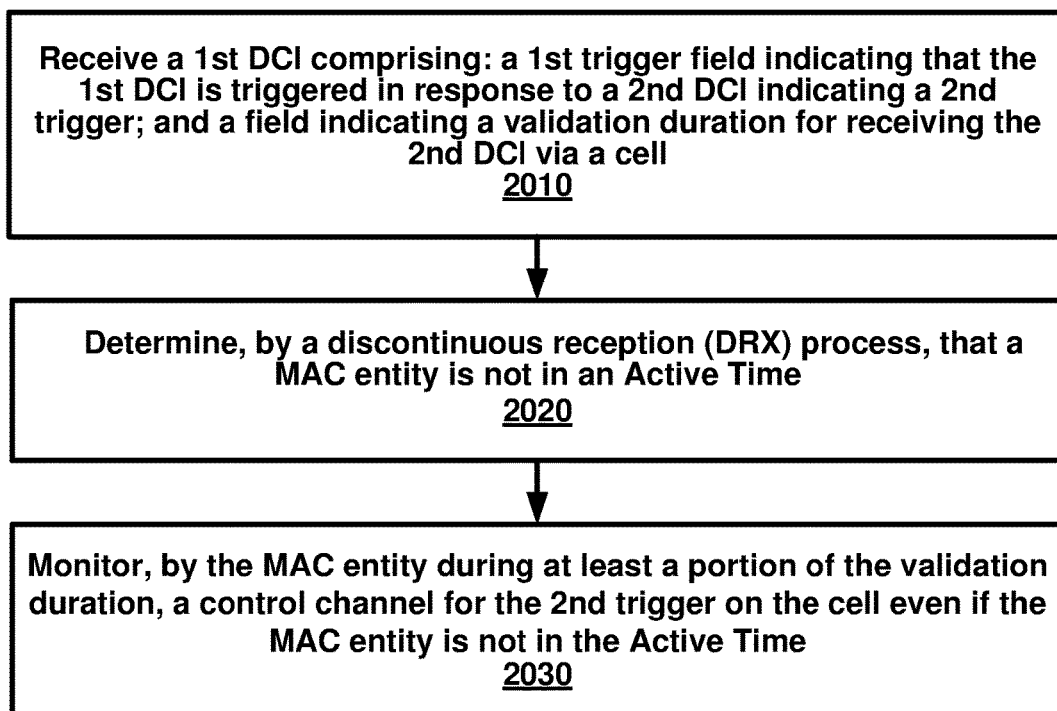 Receive a 1st DCI comprising: a 1st trigger field indicating that the
1st DCI is triggered in response to a 2nd DCI indicating a 2nd
trigger; and a field indicating a validation duration for receiving the
2nd DCI via a cell
2010
Determine, by a discontinuous reception (DRX) process, that a
MAC entity is not in an Active Time
2020
Monitor, by the MAC entity during at least a portion of the validation
duration, a control channel for the 2nd trigger on the cell even if the
MAC entity is not in the Active Time
2030